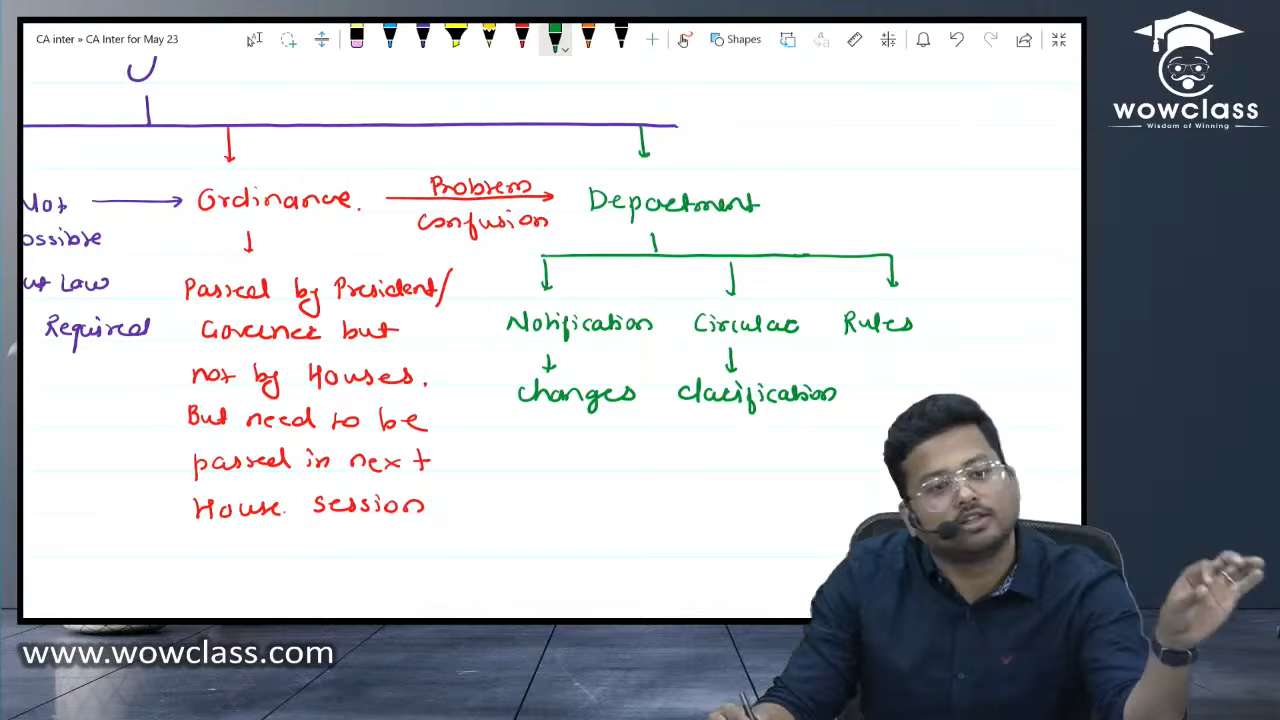 CA inter » CA Inter for May 23
Shapes
wowclass
Wisdom of Winning
Not
ossible
ut Law
Required
Ordinance.
Problem
confusion
Department
Passed by President/
Governer but
not by Houses.
But need to be
passed in next
House. session
Notification
Circular
Rules
changes
clasification
www.wowclass.com